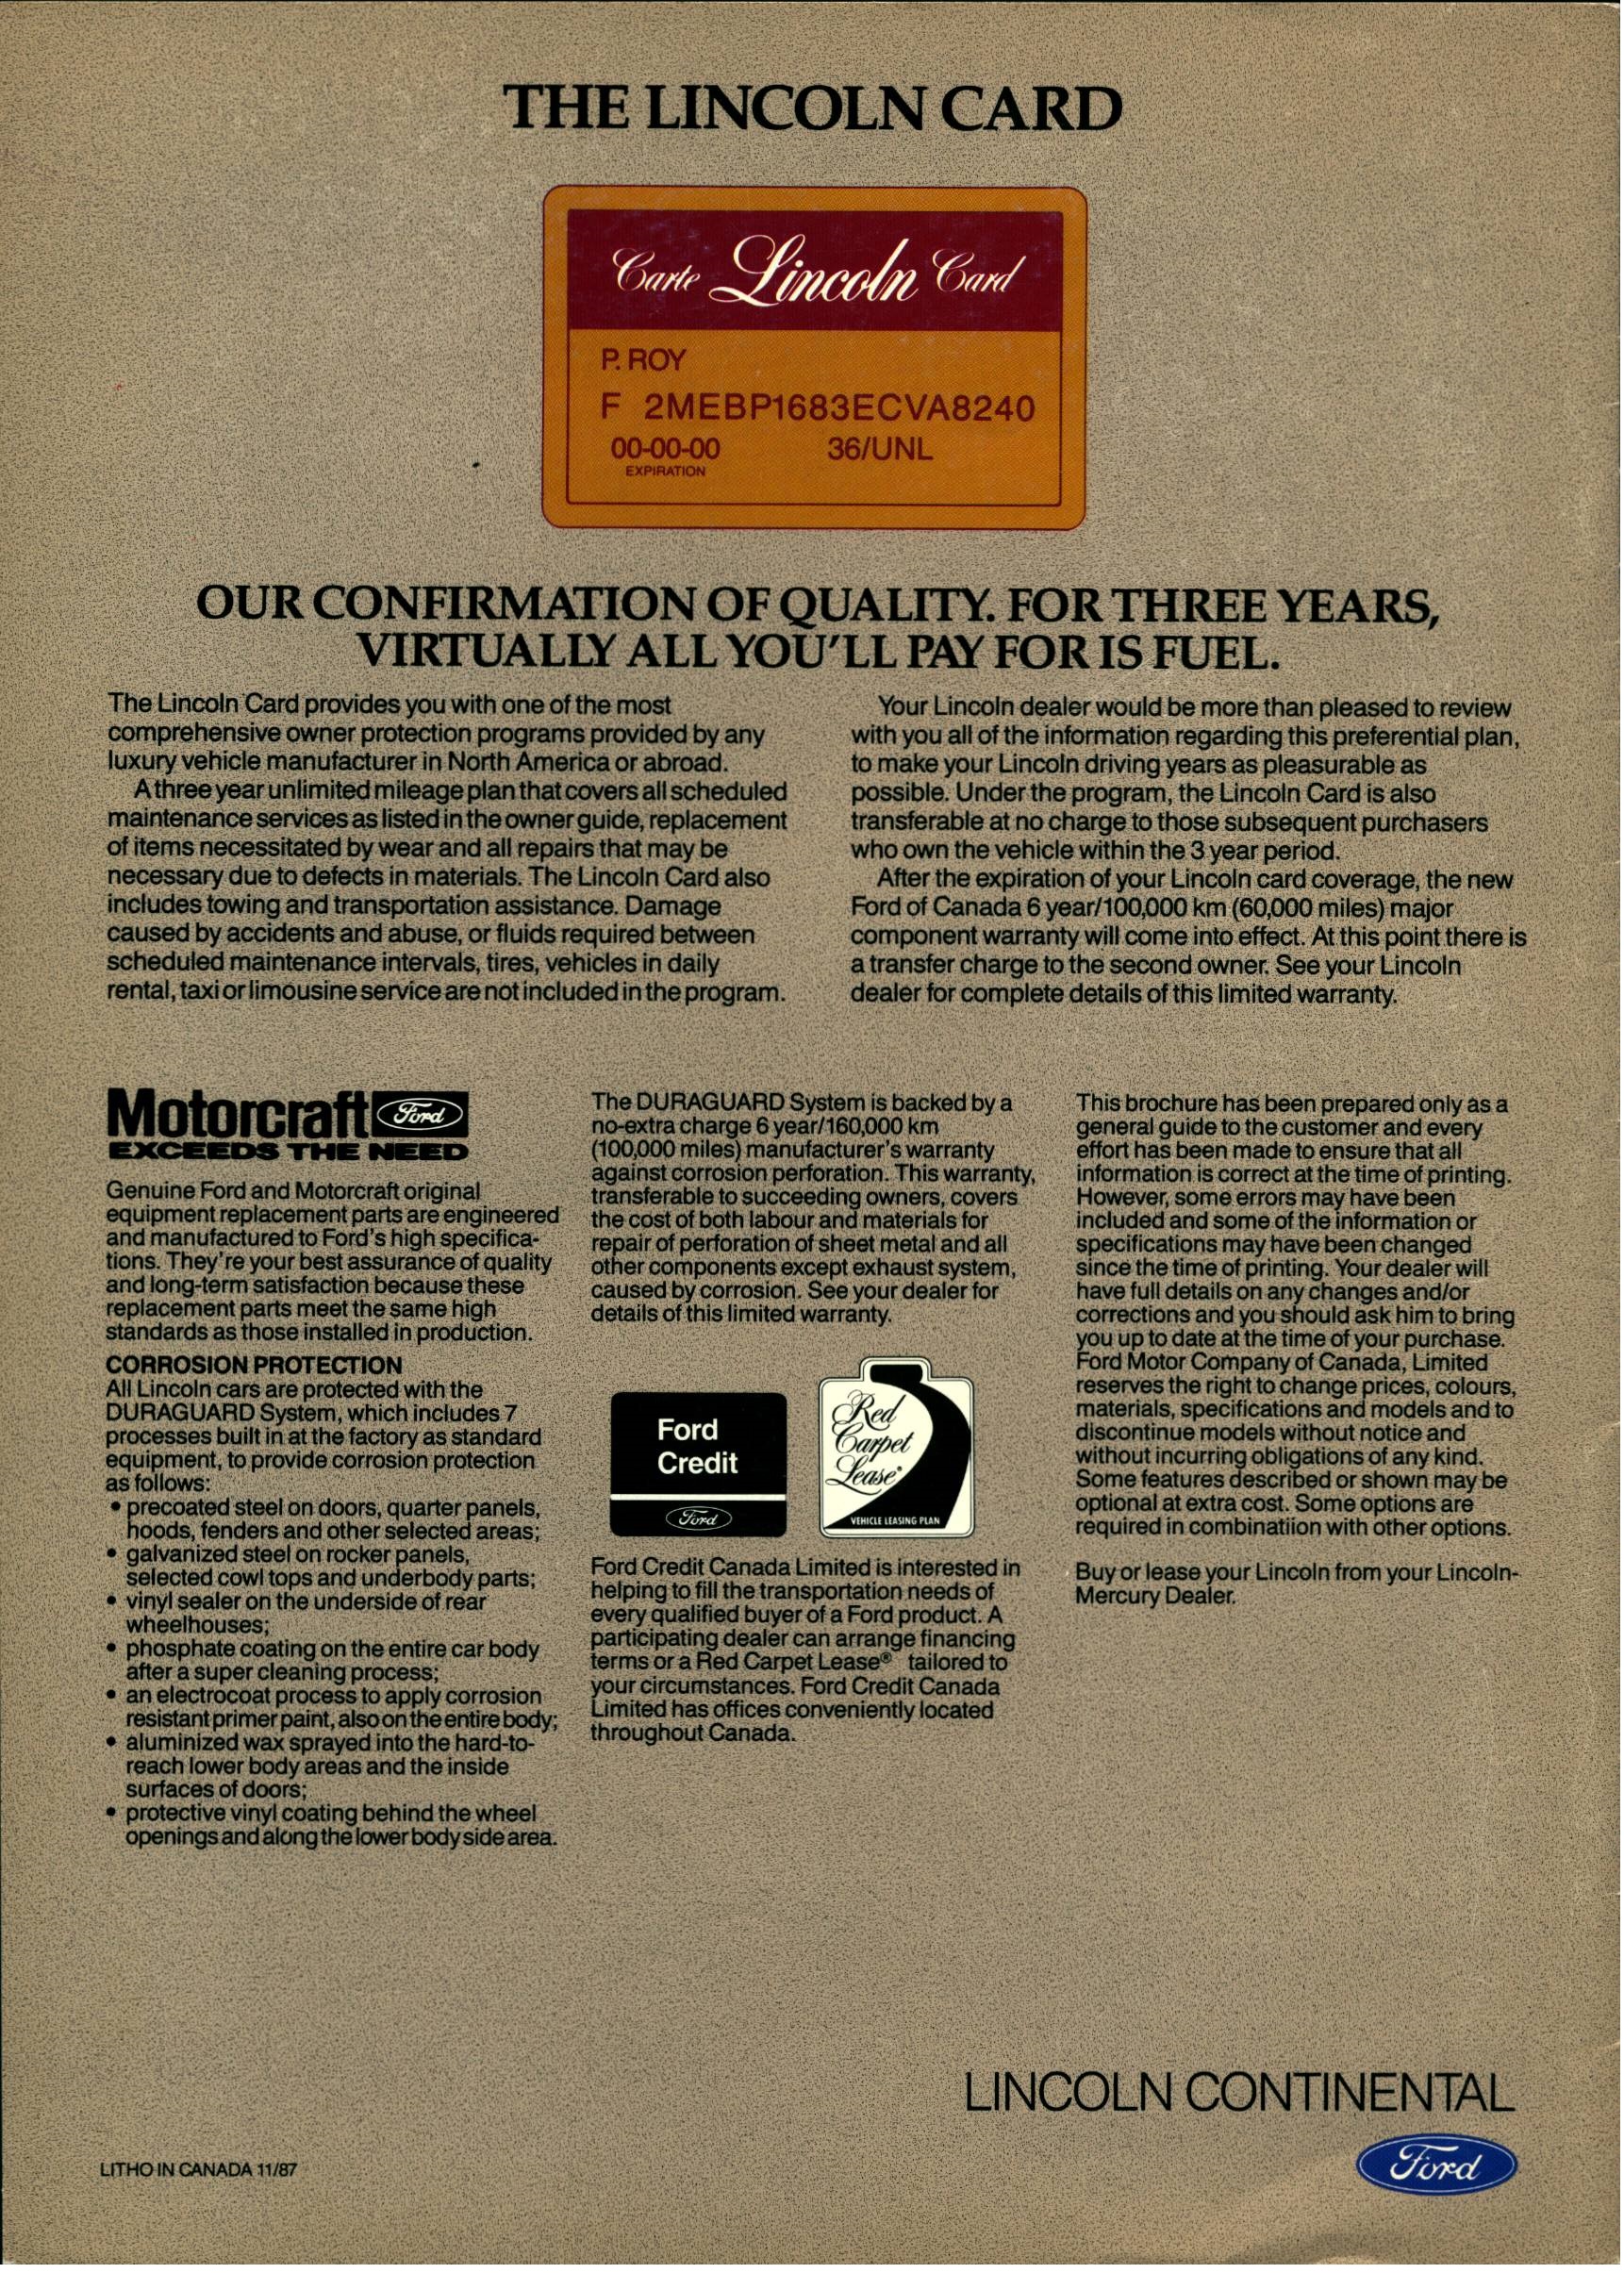 THE LINCOLN CARD
Carte Lincoln Card
P. ROY
F 2MEBP1683ECVA8240
00-00-00 36/UNL
EXPIRATION
OUR CONFIRMATION OF QUALITY. FOR THREE YEARS,
VIRTUALLY ALL YOU'LL PAY FOR IS FUEL.
The Lincoln Card provides you with one of the most
comprehensive owner protection programs provided by any
luxury vehicle manufacturer in North America or abroad.
A three year unlimited mileage plan that covers all scheduled
maintenance services as listed in the owner guide, replacement
of items necessitated by wear and all repairs that may be
necessary due to defects in materials. The Lincoln Card also
includes towing and transportation assistance. Damage
caused by accidents and abuse, or fluids required between
scheduled maintenance intervals, tires, vehicles in daily
rental, taxi or limousine service are not included in the program.
Your Lincoln dealer would be more than pleased to review
with you all of the information regarding this preferential plan,
to make your Lincoln driving years as pleasurable as
possible. Under the program, the Lincoln Card is also
transferable at no charge to those subsequent purchasers
who own the vehicle within the 3 year period.
After the expiration of your Lincoln card coverage, the new
Ford of Canada 6 year/100,000 km (60,000 miles) major
component warranty will come into effect. At this point there is
a transfer charge to the second owner. See your Lincoln
dealer for complete details of this limited warranty.
Motorcraft Ford
EXCEEDS THE NEED
Genuine Ford and Motorcraft original
equipment replacement parts are engineered
and manufactured to Ford's high specifica-
tions. They're your best assurance of quality
and long-term satisfaction because these
replacement parts meet the same high
standards as those installed in production.
CORROSION PROTECTION
All Lincoln cars are protected with the
DURAGUARD System, which includes 7
processes built in at the factory as standard
equipment, to provide corrosion protection
as follows:
• precoated steel on doors, quarter panels,
hoods, fenders and other selected areas;
• galvanized steel on rocker panels,
selected cowl tops and underbody parts;
• vinyl sealer on the underside of rear
wheelhouses;
• phosphate coating on the entire car body
after a super cleaning process;
• an electrocoat process to apply corrosion
resistant primer paint, also on the entire body;
• aluminized wax sprayed into the hard-to-
reach lower body areas and the inside
surfaces of doors;
• protective vinyl coating behind the wheel
openings and along the lower body side area.
The DURAGUARD System is backed by a
no-extra charge 6 year/160,000 km
(100,000 miles) manufacturer's warranty
against corrosion perforation. This warranty,
transferable to succeeding owners, covers
the cost of both labour and materials for
repair of perforation of sheet metal and all
other components except exhaust system,
caused by corrosion. See your dealer for
details of this limited warranty.
Ford
Credit
Ford
Red
Carpet
Lease®
VEHICLE LEASING PLAN
Ford Credit Canada Limited is interested in
helping to fill the transportation needs of
every qualified buyer of a Ford product. A
participating dealer can arrange financing
terms or a Red Carpet Lease® tailored to
your circumstances. Ford Credit Canada
Limited has offices conveniently located
throughout Canada.
This brochure has been prepared only as a
general guide to the customer and every
effort has been made to ensure that all
information is correct at the time of printing.
However, some errors may have been
included and some of the information or
specifications may have been changed
since the time of printing. Your dealer will
have full details on any changes and/or
corrections and you should ask him to bring
you up to date at the time of your purchase.
Ford Motor Company of Canada, Limited
reserves the right to change prices, colours,
materials, specifications and models and to
discontinue models without notice and
without incurring obligations of any kind.
Some features described or shown may be
optional at extra cost. Some options are
required in combinatiion with other options.
Buy or lease your Lincoln from your Lincoln-
Mercury Dealer.
LINCOLN CONTINENTAL
Ford
LITHO IN CANADA 11/87